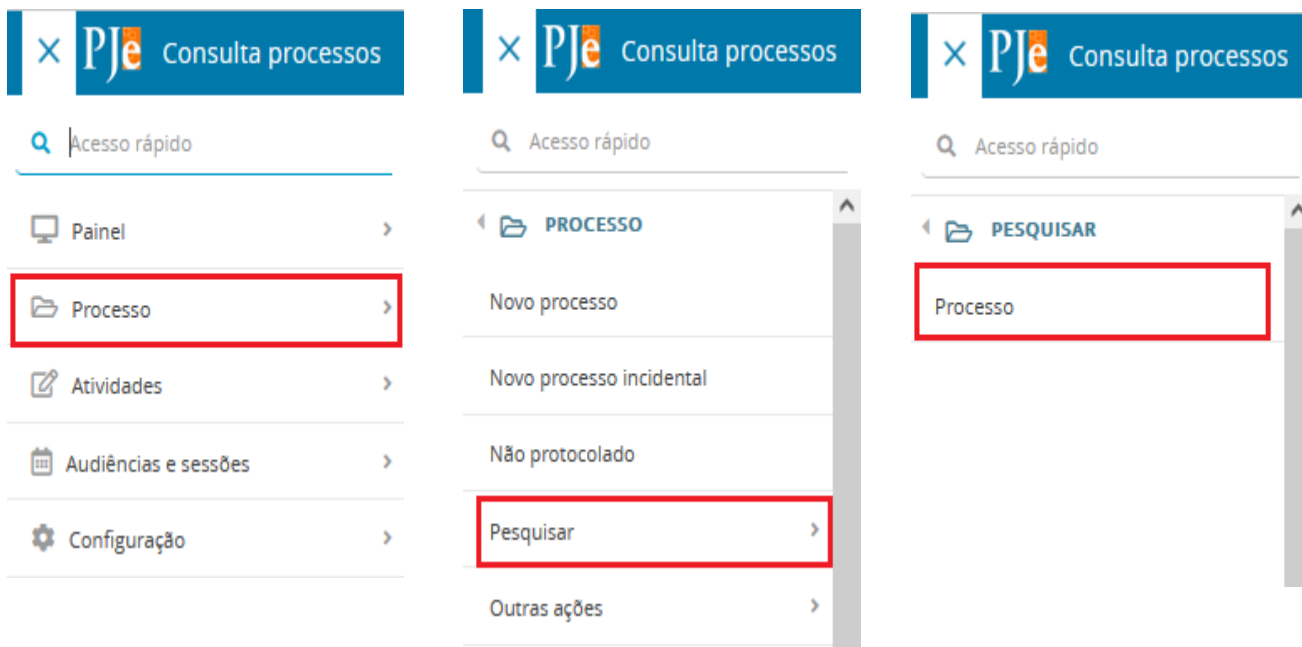 PJe Consulta processos
Acesso rápido
Painel
Processo
Atividades
Audiências e sessões
Configuração
PJe Consulta processos
Acesso rápido
PROCESSO
Novo processo
Novo processo incidental
Não protocolado
Pesquisar
Outras ações
PJe Consulta processos
Acesso rápido
PESQUISAR
Processo